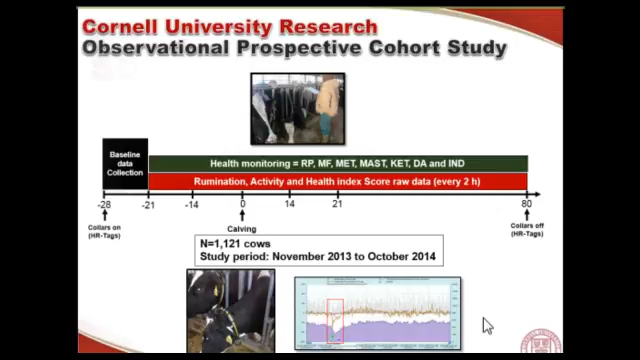 Cornell University Research
Observational Prospective Cohort Study
Baseline
data
Collection
Health monitoring = RP, MF, MET, MAST, KET, DA and IND
Rumination, Activity and Health index Score raw data (every 2 h)
-28 -21 -14 0 14 21 80
Collars on
(HR-Tags)
Calving
Collars off
(HR-Tags)
N=1,121 cows
Study period: November 2013 to October 2014